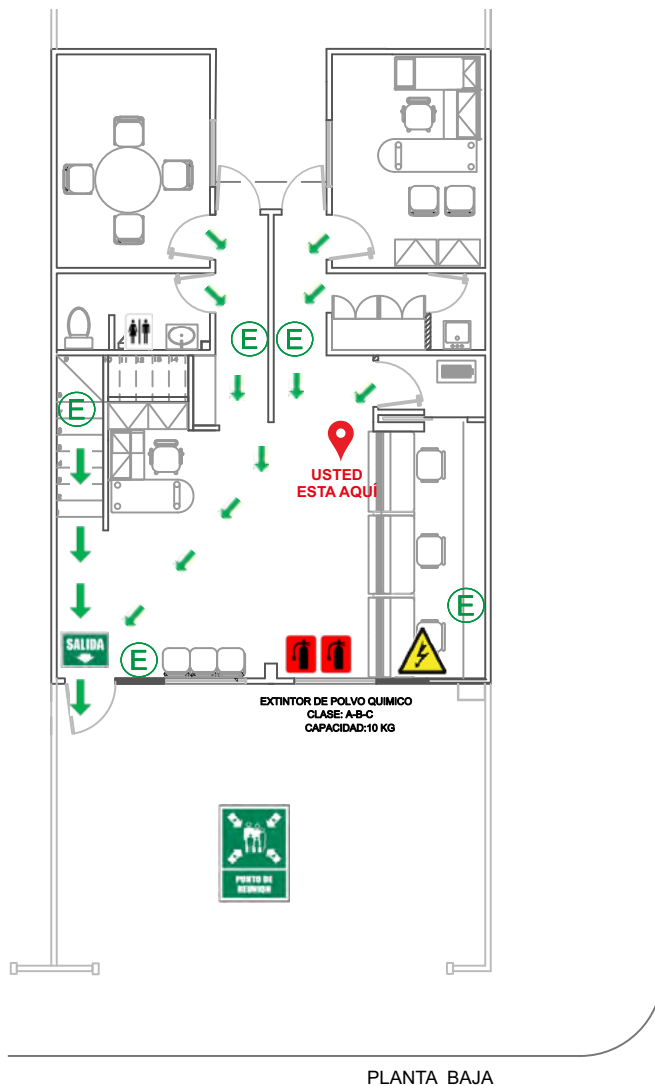 E
E
E
USTED
ESTA AQUÍ
E
SALIDA
E
EXTINTOR DE POLVO QUIMICO
CLASE: A-B-C
CAPACIDAD:10 KG
PUNTO DE
REUNION
PLANTA BAJA